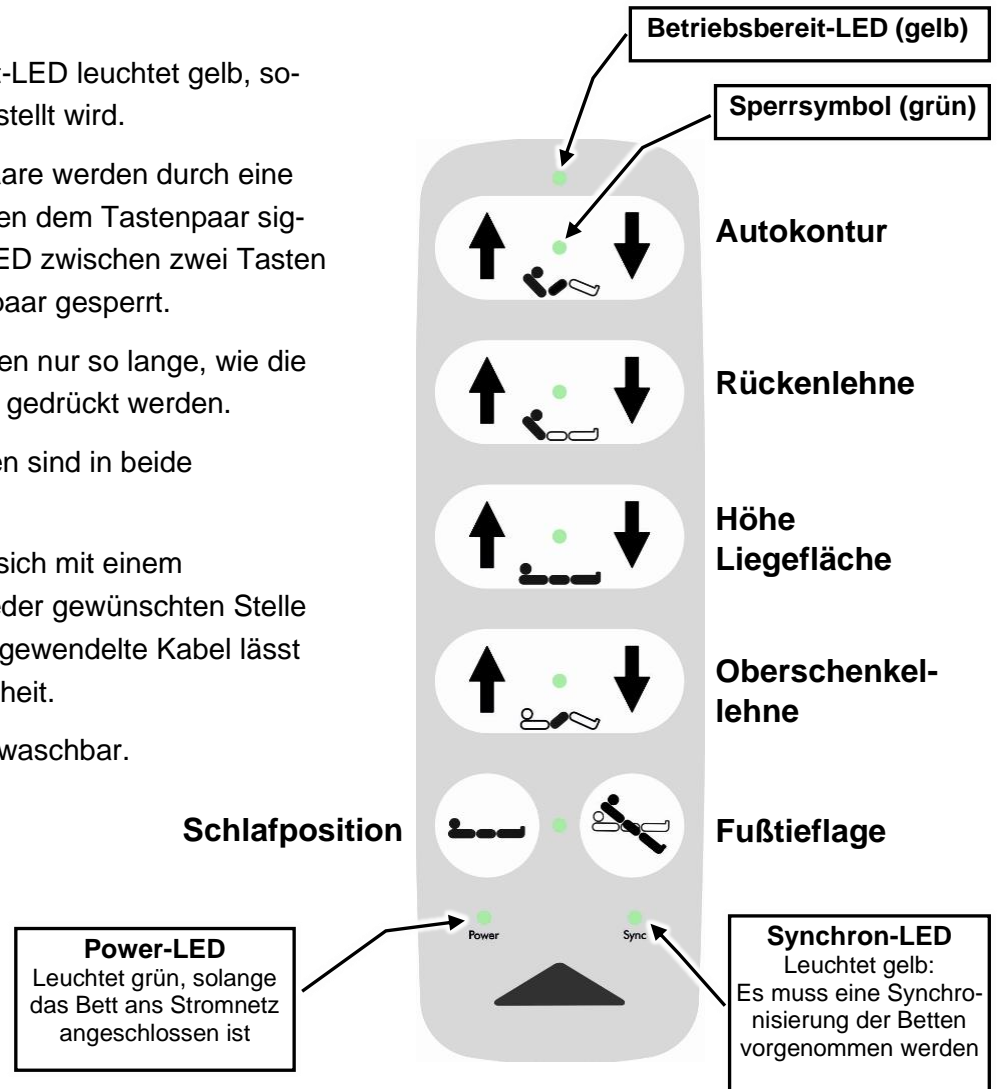 Betriebsbereit-LED (gelb)
-LED leuchtet gelb, so-
stellt wird.
Sperrsymbol (grün)
are werden durch eine
en dem Tastenpaar sig-
ED zwischen zwei Tasten
paar gesperrt.
en nur so lange, wie die
gedrückt werden.
en sind in beide
sich mit einem
eder gewünschten Stelle
gewendelte Kabel lässt
heit.
waschbar.
Autokontur
Rückenlehne
Höhe
Liegefläche
Oberschenkel-
lehne
Schlafposition
Fußtieflage
Power
Sync
Power-LED
Leuchtet grün, solange
das Bett ans Stromnetz
angeschlossen ist
Synchron-LED
Leuchtet gelb:
Es muss eine Synchro-
nisierung der Betten
vorgenommen werden